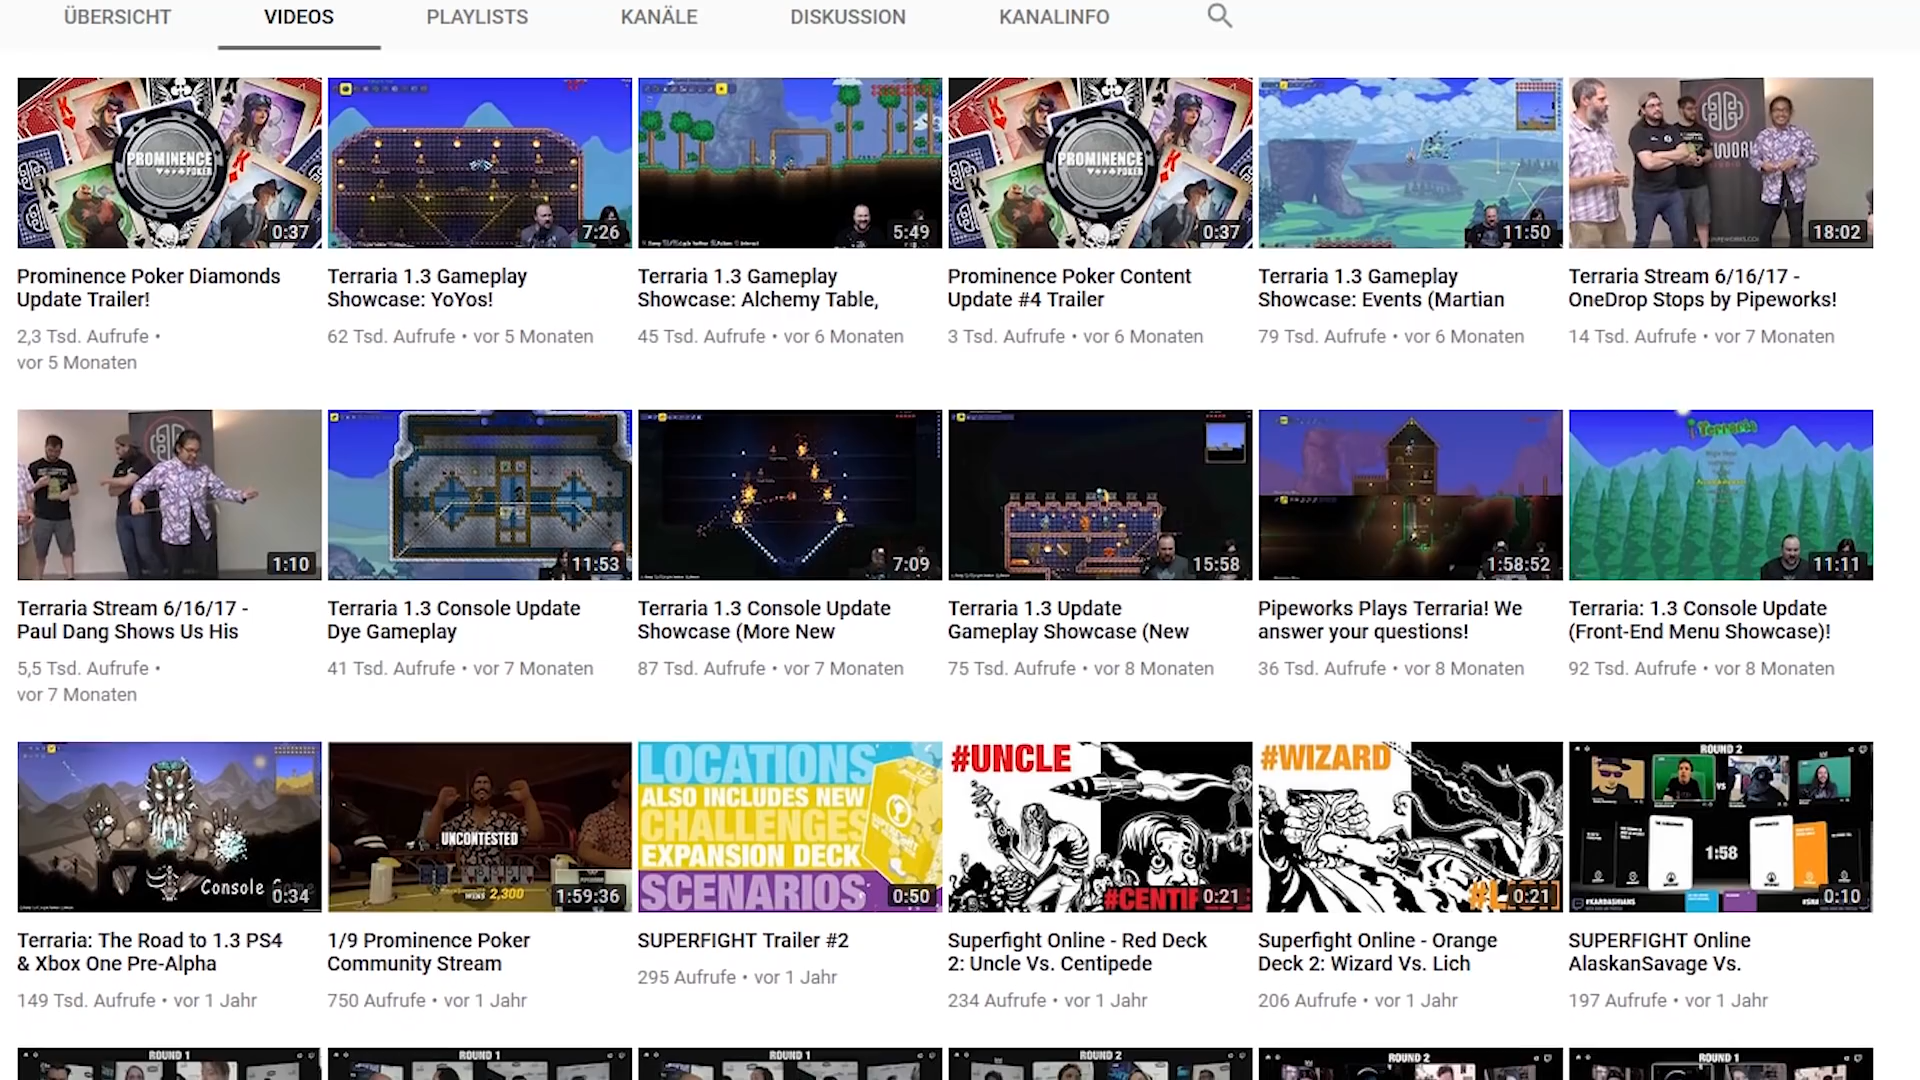 ÜBERSICHT VIDEOS PLAYLISTS KANÄLE DISKUSSION KANALINFO
PROMINENCE
POKER
0:37
7:26
5:49
PROMINENCE
POKER
0:37
11:50
18:02
Prominence Poker Diamonds
Update Trailer!
2,3 Tsd. Aufrufe •
vor 5 Monaten
Terraria 1.3 Gameplay
Showcase: YoYos!
62 Tsd. Aufrufe • vor 5 Monaten
Terraria 1.3 Gameplay
Showcase: Alchemy Table,
45 Tsd. Aufrufe • vor 6 Monaten
Prominence Poker Content
Update #4 Trailer
3 Tsd. Aufrufe • vor 6 Monaten
Terraria 1.3 Gameplay
Showcase: Events (Martian
79 Tsd. Aufrufe • vor 6 Monaten
Terraria Stream 6/16/17 -
OneDrop Stops by Pipeworks!
14 Tsd. Aufrufe • vor 7 Monaten
1:10
11:53
7:09
15:58
1:58:52
Terraria
11:11
Terraria Stream 6/16/17 -
Paul Dang Shows Us His
5,5 Tsd. Aufrufe •
vor 7 Monaten
Terraria 1.3 Console Update
Dye Gameplay
41 Tsd. Aufrufe • vor 7 Monaten
Terraria 1.3 Console Update
Showcase (More New
87 Tsd. Aufrufe • vor 7 Monaten
Terraria 1.3 Update
Gameplay Showcase (New
75 Tsd. Aufrufe • vor 8 Monaten
Pipeworks Plays Terraria! We
answer your questions!
36 Tsd. Aufrufe • vor 8 Monaten
Terraria: 1.3 Console Update
(Front-End Menu Showcase)!
92 Tsd. Aufrufe • vor 8 Monaten
Console
0:34
UNCONTESTED
WINS 2,300
1:59:36
LOCATIONS
ALSO INCLUDES NEW
CHALLENGES
EXPANSION DECK
SCENARIOS
0:50
#UNCLE
0:21
#WIZARD
0:21
ROUND 2
VS
1:58
#KARDASHIANS
0:10
Terraria: The Road to 1.3 PS4
& Xbox One Pre-Alpha
149 Tsd. Aufrufe • vor 1 Jahr
1/9 Prominence Poker
Community Stream
750 Aufrufe • vor 1 Jahr
SUPERFIGHT Trailer #2
295 Aufrufe • vor 1 Jahr
Superfight Online - Red Deck
2: Uncle Vs. Centipede
234 Aufrufe • vor 1 Jahr
Superfight Online - Orange
Deck 2: Wizard Vs. Lich
206 Aufrufe • vor 1 Jahr
SUPERFIGHT Online
AlaskanSavage Vs.
197 Aufrufe • vor 1 Jahr
ROUND 1
ROUND 1
ROUND 1
ROUND 2
ROUND 2
ROUND 1